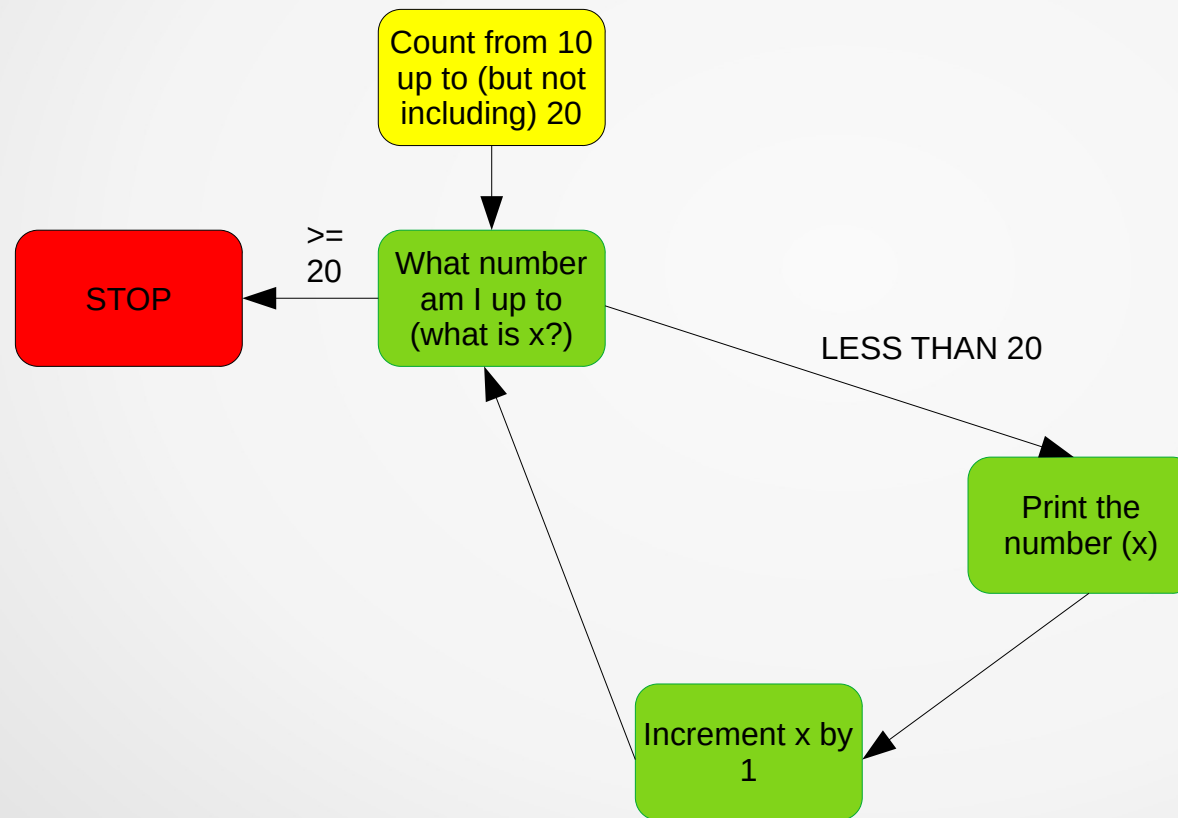 Count from 10
up to (but not
including) 20
>=
20
STOP
What number
am I up to
(what is x?)
LESS THAN 20
Print the
number (x)
Increment x by
1